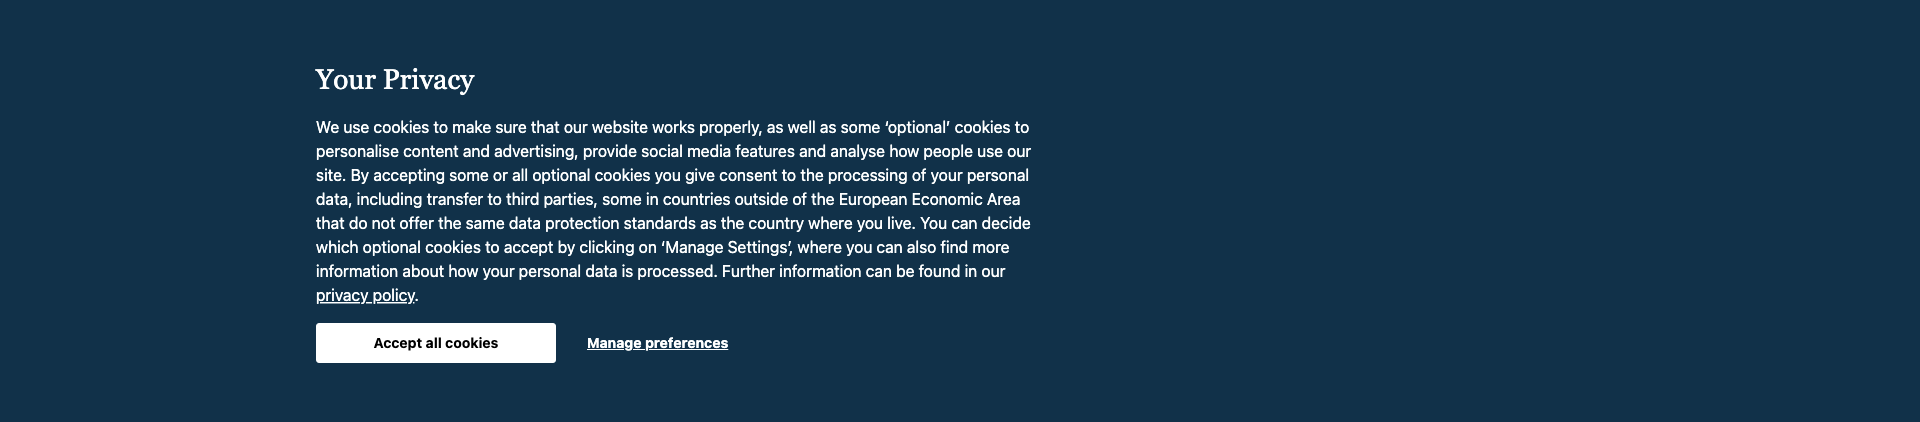 Your Privacy
We use cookies to make sure that our website works properly, as well as some ‘optional’ cookies to
personalise content and advertising, provide social media features and analyse how people use our
site. By accepting some or all optional cookies you give consent to the processing of your personal
data, including transfer to third parties, some in countries outside of the European Economic Area
that do not offer the same data protection standards as the country where you live. You can decide
which optional cookies to accept by clicking on ‘Manage Settings’, where you can also find more
information about how your personal data is processed. Further information can be found in our
privacy policy.
Accept all cookies Manage preferences